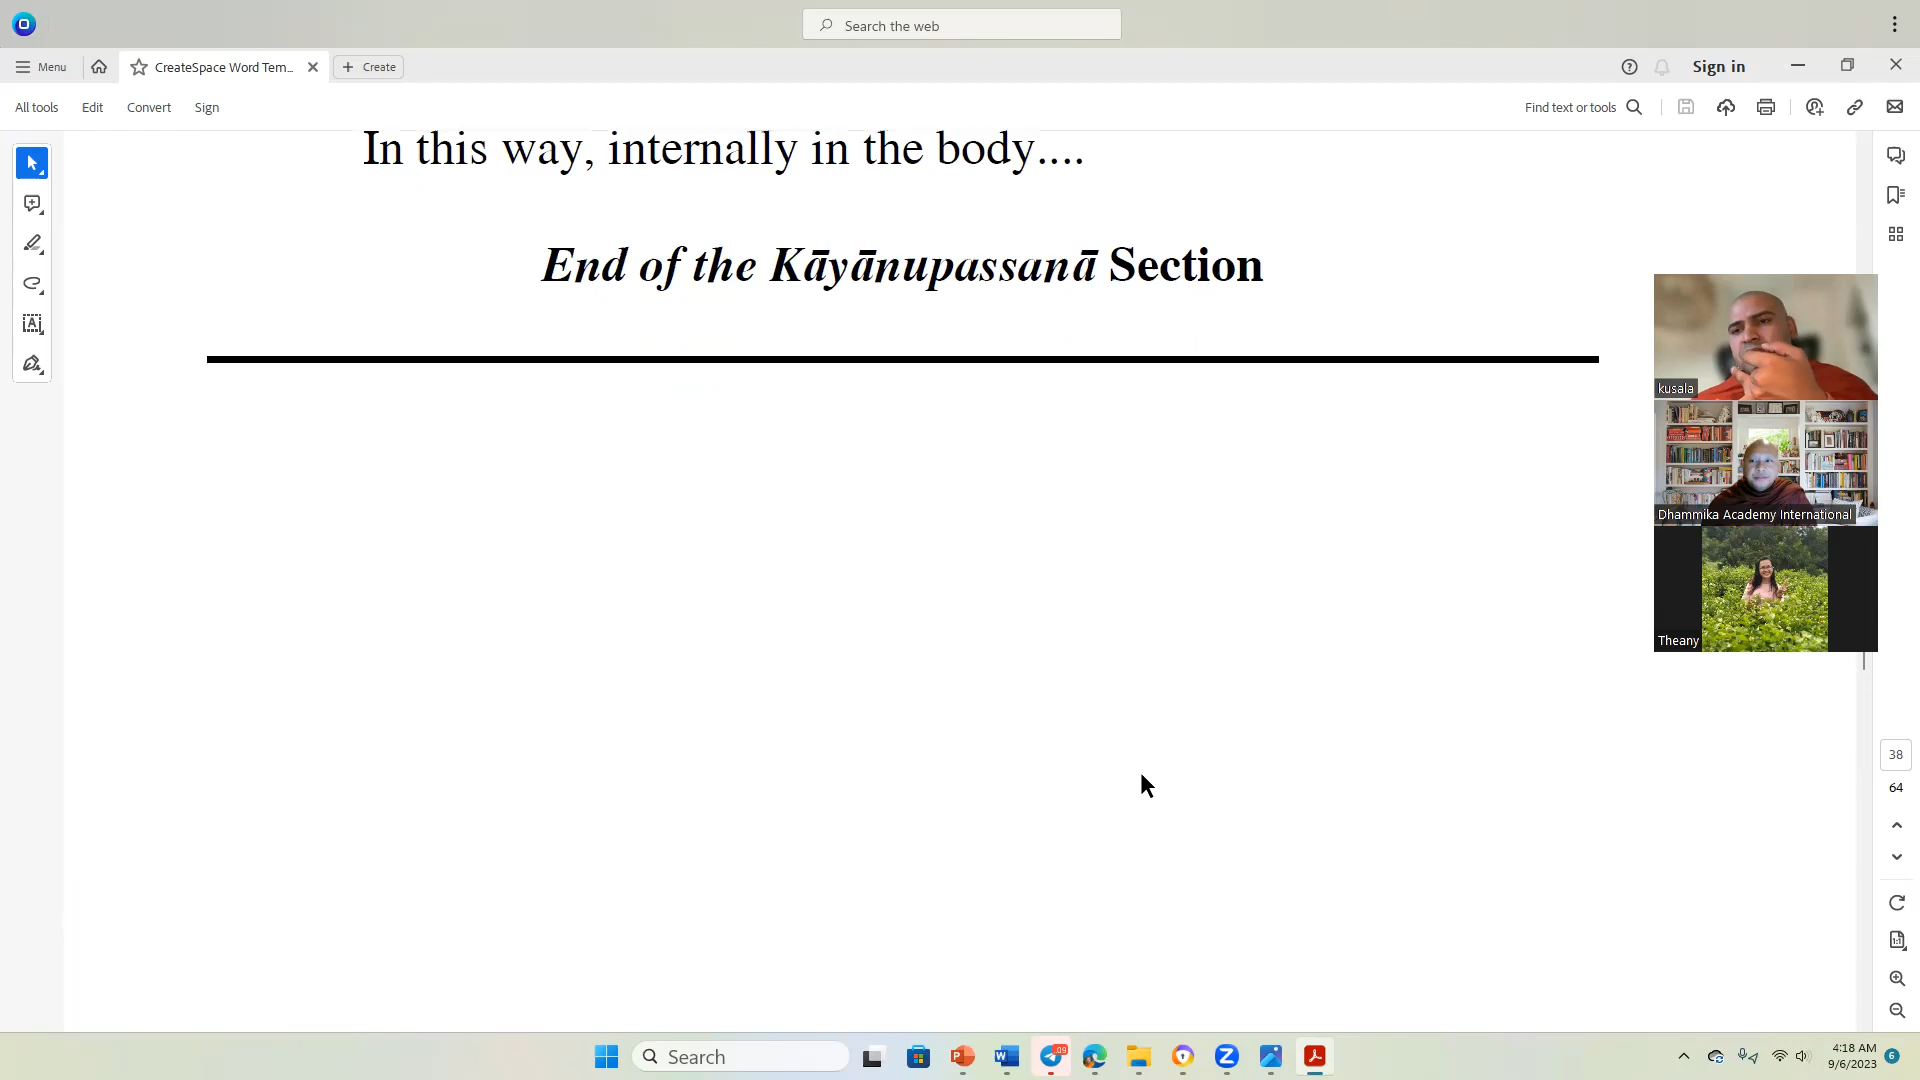 Search the web
Menu
CreateSpace Word Tem...
Create
Sign in
All tools
Edit
Convert
Sign
Find text or tools
In this way, internally in the body....
End of the Kāyānupassanā Section
kusala
Dhammika Academy International
Theany
38
64
Search
09
4:18 AM
9/6/2023
6